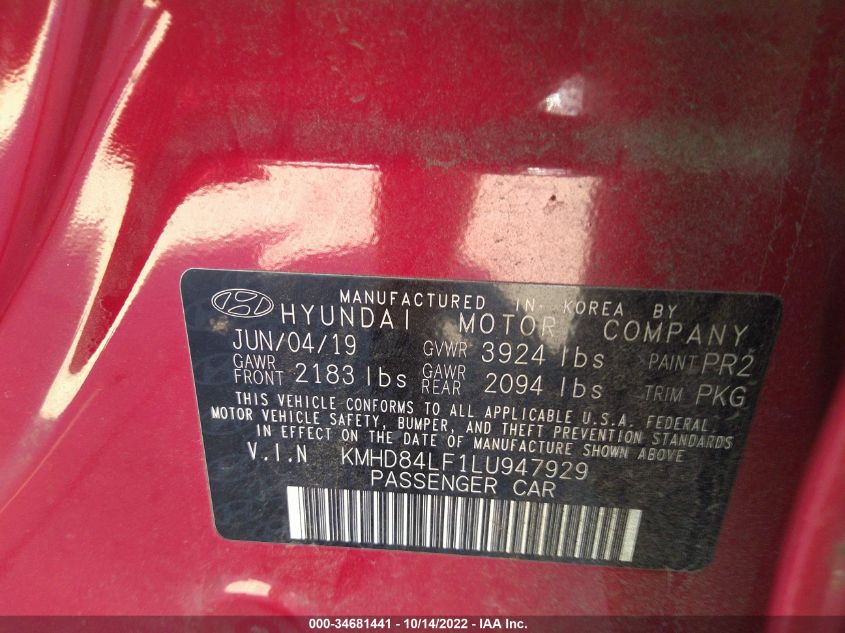 MANUFACTURED IN KOREA BY
HYUNDAI MOTOR COMPANY
JUN/04/19 GVWR 3924 lbs PAINT PR2
GAWR FRONT 2183 lbs GAWR REAR 2094 lbs TRIM PKG
THIS VEHICLE CONFORMS TO ALL APPLICABLE U.S.A. FEDERAL
MOTOR VEHICLE SAFETY, BUMPER, AND THEFT PREVENTION STANDARDS
IN EFFECT ON THE DATE OF MANUFACTURE SHOWN ABOVE
V.I.N KMHD84LF1LU947929
PASSENGER CAR
000-34681441 - 10/14/2022 - IAA Inc.